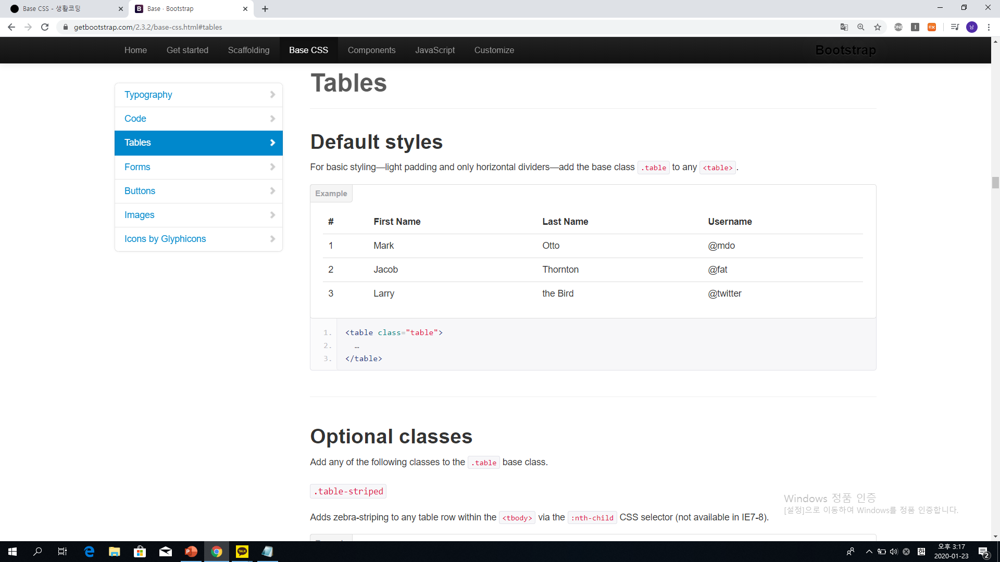 Base CSS - 생활코딩
Base · Bootstrap
getbootstrap.com/2.3.2/base-css.html#tables
남
Home Get started Scaffolding Base CSS Components JavaScript Customize Bootstrap
Typography
Code
Tables
Forms
Buttons
Images
Icons by Glyphicons
Tables
Default styles
For basic styling—light padding and only horizontal dividers—add the base class .table to any <table>.
Example
# First Name Last Name Username
1 Mark Otto @mdo
2 Jacob Thornton @fat
3 Larry the Bird @twitter
1. <table class="table">
2. …
3. </table>
Optional classes
Add any of the following classes to the .table base class.
.table-striped
Adds zebra-striping to any table row within the <tbody> via the :nth-child CSS selector (not available in IE7-8).
Windows 정품 인증
[설정]으로 이동하여 Windows를 정품 인증합니다.
TALK
한
오후 3:17
2020-01-23
2